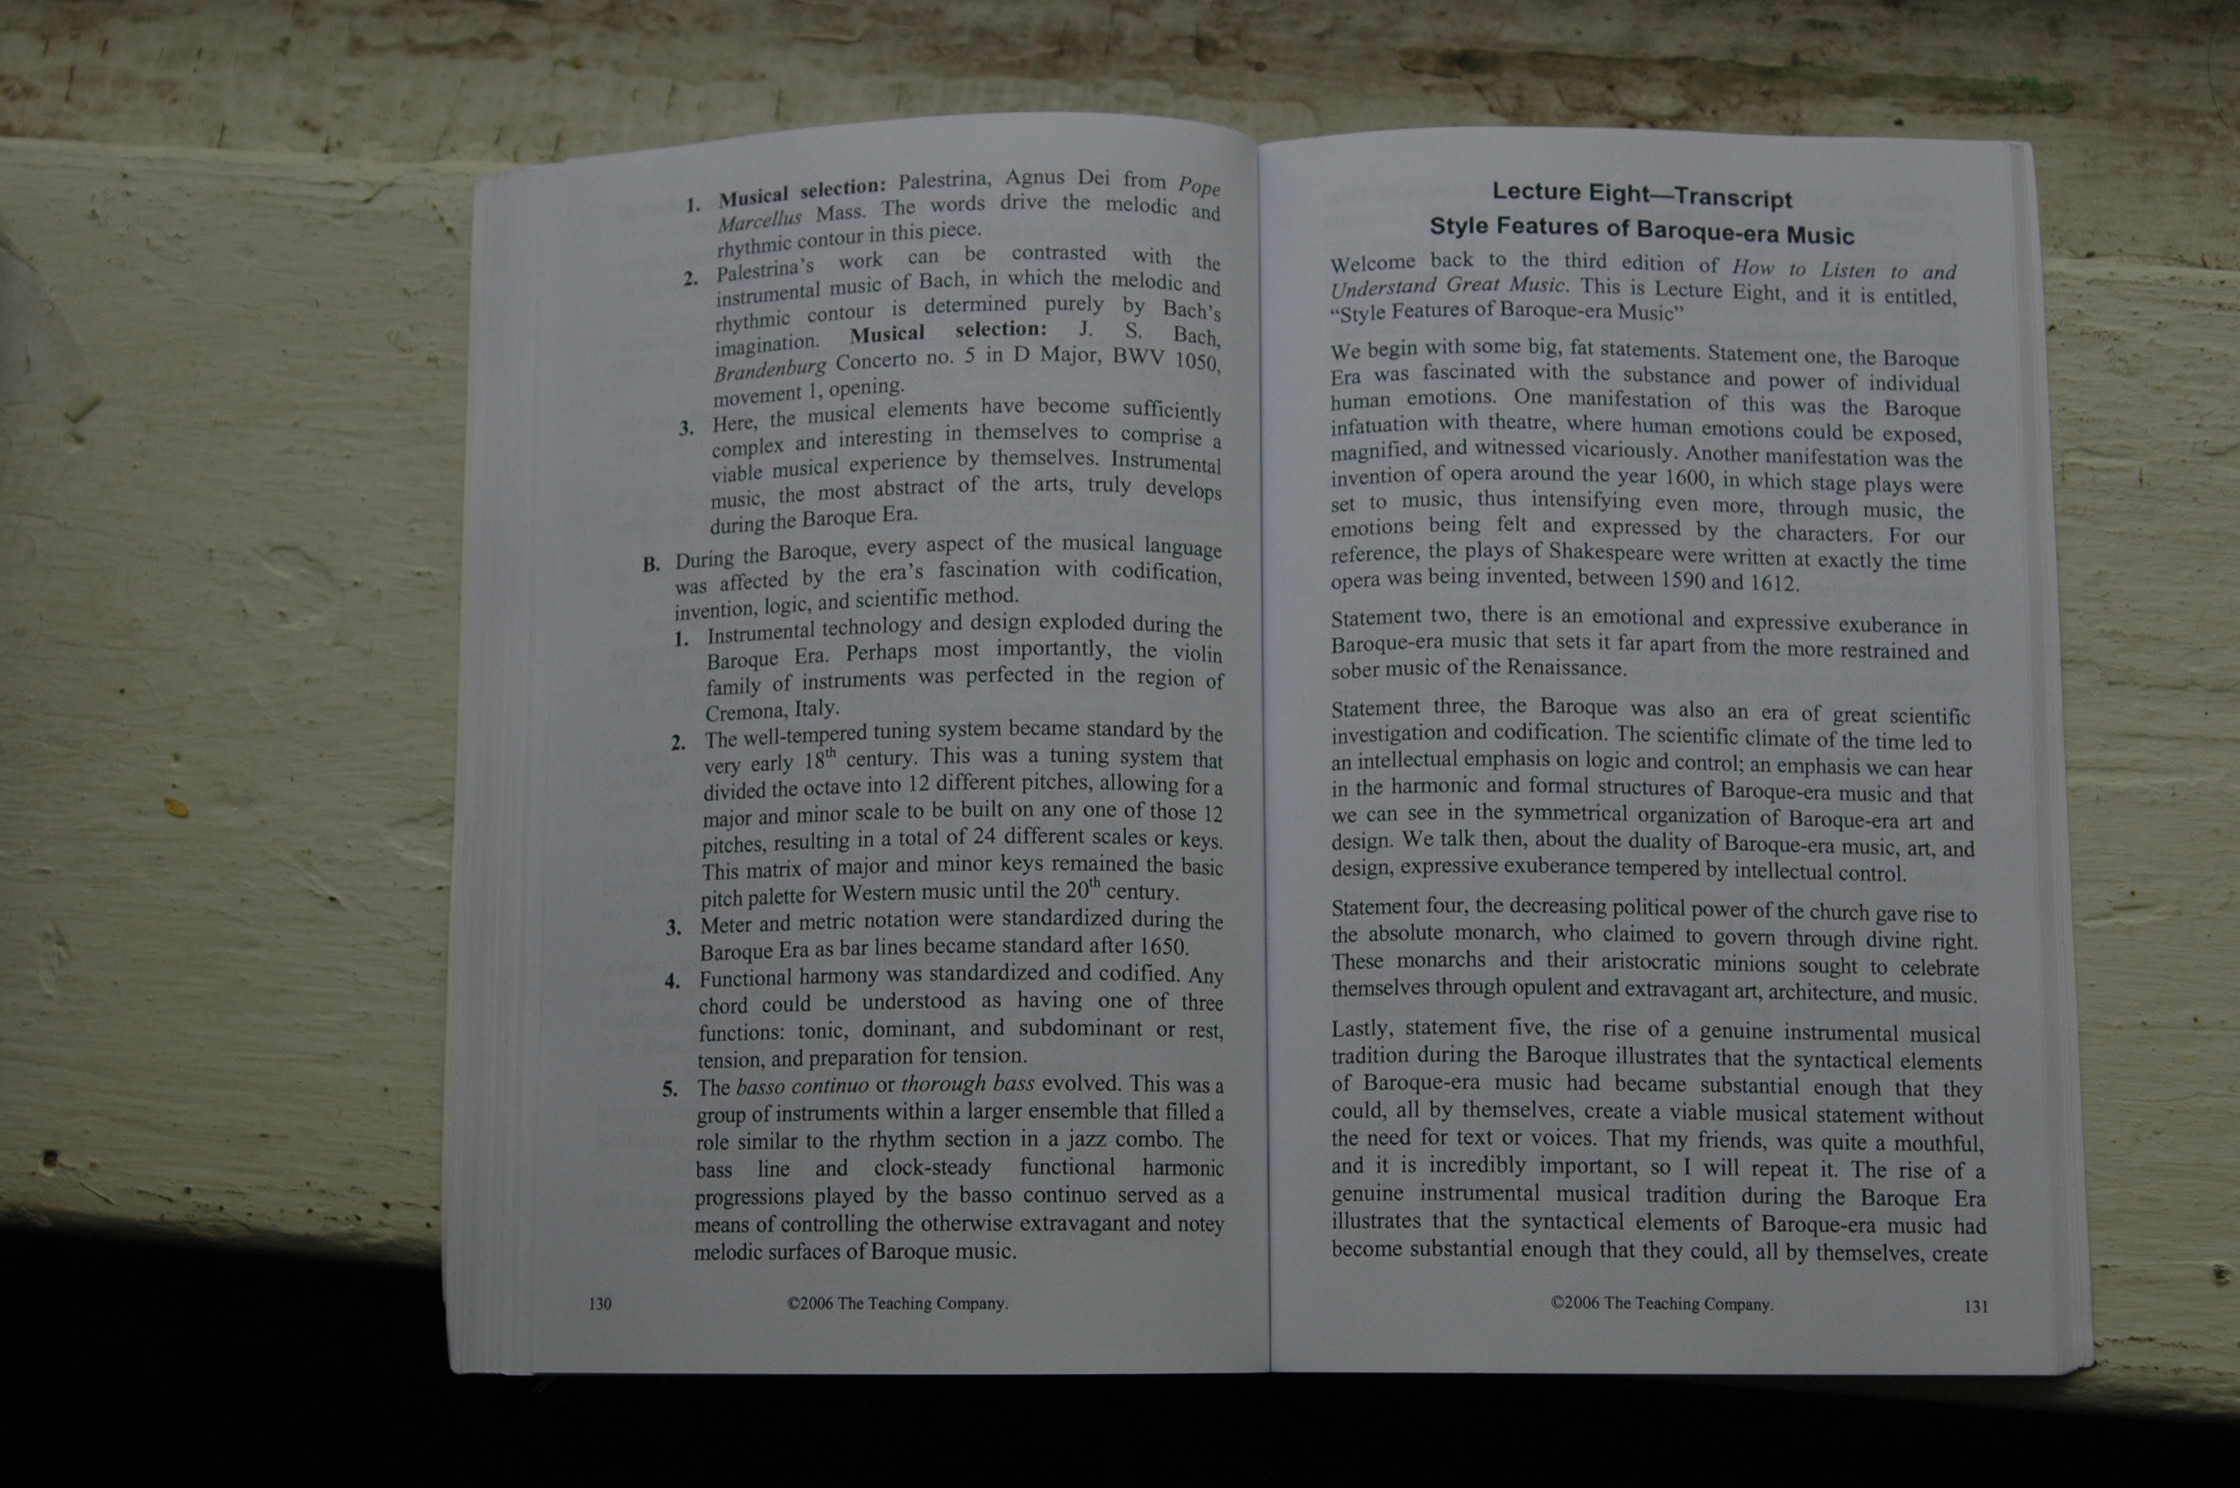 1. Musical selection: Palestrina, Agnus Dei from Pope
Marcellus Mass. The words drive the melodic and
rhythmic contour in this piece.
2. Palestrina's work can be contrasted with the
instrumental music of Bach, in which the melodic and
rhythmic contour is determined purely by Bach's
imagination. Musical selection: J. S. Bach,
Brandenburg Concerto no. 5 in D Major, BWV 1050,
movement 1, opening.
3. Here, the musical elements have become sufficiently
complex and interesting in themselves to comprise a
viable musical experience by themselves. Instrumental
music, the most abstract of the arts, truly develops
during the Baroque Era.
B. During the Baroque, every aspect of the musical language
was affected by the era's fascination with codification,
invention, logic, and scientific method.
1. Instrumental technology and design exploded during the
Baroque Era. Perhaps most importantly, the violin
family of instruments was perfected in the region of
Cremona, Italy.
2. The well-tempered tuning system became standard by the
very early 18th century. This was a tuning system that
divided the octave into 12 different pitches, allowing for a
major and minor scale to be built on any one of those 12
pitches, resulting in a total of 24 different scales or keys.
This matrix of major and minor keys remained the basic
pitch palette for Western music until the 20th century.
3. Meter and metric notation were standardized during the
Baroque Era as bar lines became standard after 1650.
4. Functional harmony was standardized and codified. Any
chord could be understood as having one of three
functions: tonic, dominant, and subdominant or rest,
tension, and preparation for tension.
5. The basso continuo or thorough bass evolved. This was a
group of instruments within a larger ensemble that filled a
role similar to the rhythm section in a jazz combo. The
bass line and clock-steady functional harmonic
progressions played by the basso continuo served as a
means of controlling the otherwise extravagant and notey
melodic surfaces of Baroque music.
130 ©2006 The Teaching Company.
Lecture Eight—Transcript
Style Features of Baroque-era Music
Welcome back to the third edition of How to Listen to and
Understand Great Music. This is Lecture Eight, and it is entitled,
“Style Features of Baroque-era Music”
We begin with some big, fat statements. Statement one, the Baroque
Era was fascinated with the substance and power of individual
human emotions. One manifestation of this was the Baroque
infatuation with theatre, where human emotions could be exposed,
magnified, and witnessed vicariously. Another manifestation was the
invention of opera around the year 1600, in which stage plays were
set to music, thus intensifying even more, through music, the
emotions being felt and expressed by the characters. For our
reference, the plays of Shakespeare were written at exactly the time
opera was being invented, between 1590 and 1612.
Statement two, there is an emotional and expressive exuberance in
Baroque-era music that sets it far apart from the more restrained and
sober music of the Renaissance.
Statement three, the Baroque was also an era of great scientific
investigation and codification. The scientific climate of the time led to
an intellectual emphasis on logic and control; an emphasis we can hear
in the harmonic and formal structures of Baroque-era music and that
we can see in the symmetrical organization of Baroque-era art and
design. We talk then, about the duality of Baroque-era music, art, and
design, expressive exuberance tempered by intellectual control.
Statement four, the decreasing political power of the church gave rise to
the absolute monarch, who claimed to govern through divine right.
These monarchs and their aristocratic minions sought to celebrate
themselves through opulent and extravagant art, architecture, and music.
Lastly, statement five, the rise of a genuine instrumental musical
tradition during the Baroque illustrates that the syntactical elements
of Baroque-era music had became substantial enough that they
could, all by themselves, create a viable musical statement without
the need for text or voices. That my friends, was quite a mouthful,
and it is incredibly important, so I will repeat it. The rise of a
genuine instrumental musical tradition during the Baroque Era
illustrates that the syntactical elements of Baroque-era music had
become substantial enough that they could, all by themselves, create
©2006 The Teaching Company. 131